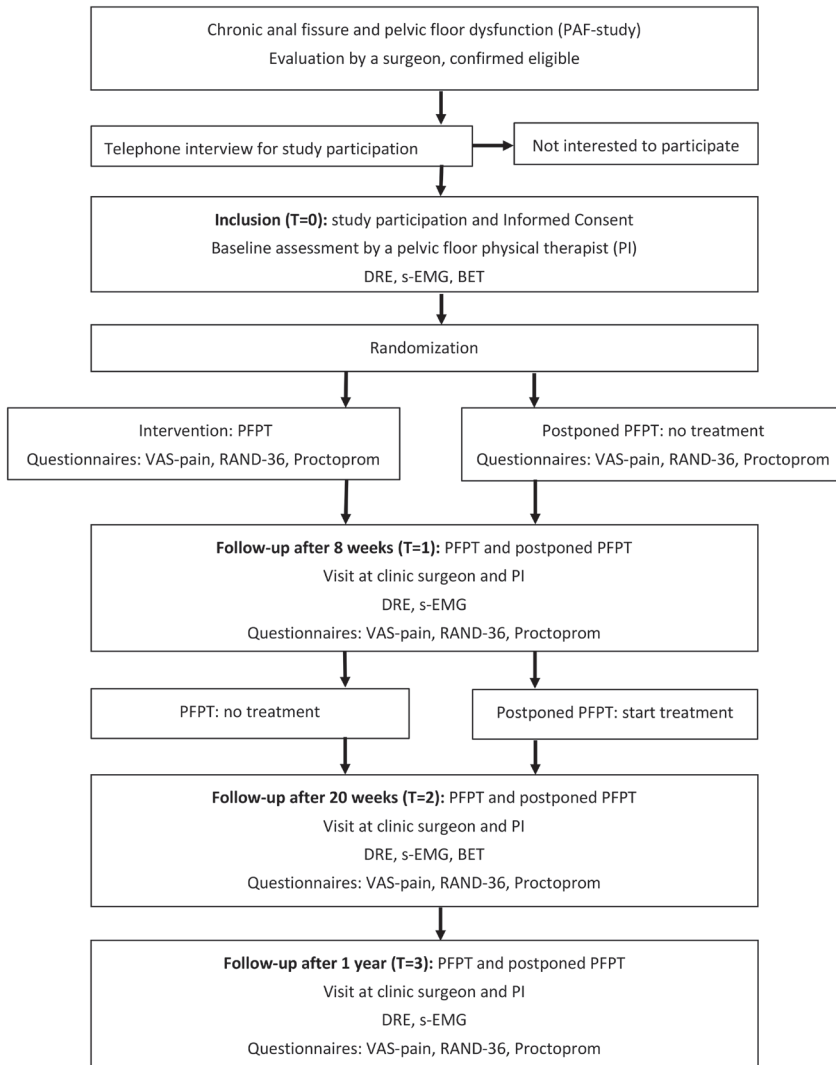 Chronic anal fissure and pelvic floor dysfunction (PAF-study)
Evaluation by a surgeon, confirmed eligible
Telephone interview for study participation
Not interested to participate
Inclusion (T=0): study participation and Informed Consent
Baseline assessment by a pelvic floor physical therapist (PI)
DRE, s-EMG, BET
Randomization
Intervention: PFPT
Questionnaires: VAS-pain, RAND-36, Proctoprom
Postponed PFPT: no treatment
Questionnaires: VAS-pain, RAND-36, Proctoprom
Follow-up after 8 weeks (T=1): PFPT and postponed PFPT
Visit at clinic surgeon and PI
DRE, s-EMG
Questionnaires: VAS-pain, RAND-36, Proctoprom
PFPT: no treatment
Postponed PFPT: start treatment
Follow-up after 20 weeks (T=2): PFPT and postponed PFPT
Visit at clinic surgeon and PI
DRE, s-EMG, BET
Questionnaires: VAS-pain, RAND-36, Proctoprom
Follow-up after 1 year (T=3): PFPT and postponed PFPT
Visit at clinic surgeon and PI
DRE, s-EMG
Questionnaires: VAS-pain, RAND-36, Proctoprom